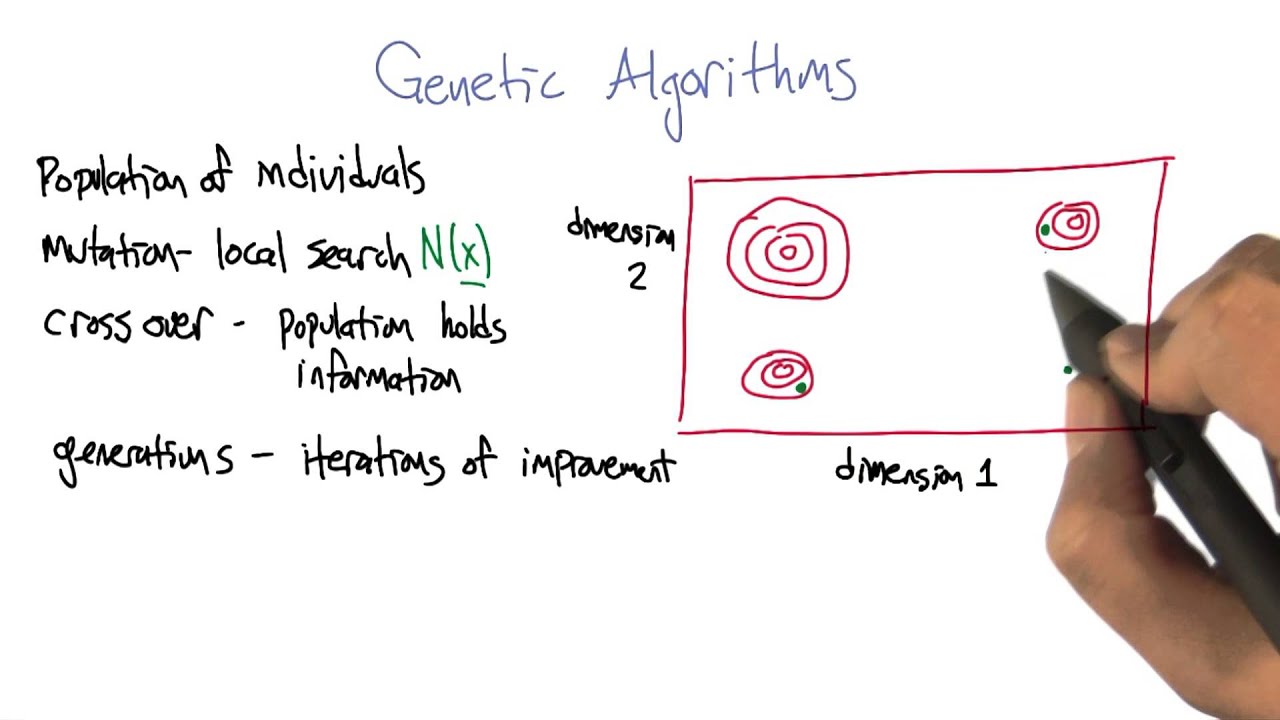 Genetic Algorithms
Population of individuals
Mutation - local search N(x)
cross over - population holds
information
generations - iterations of improvement
dimension
2
dimension 1